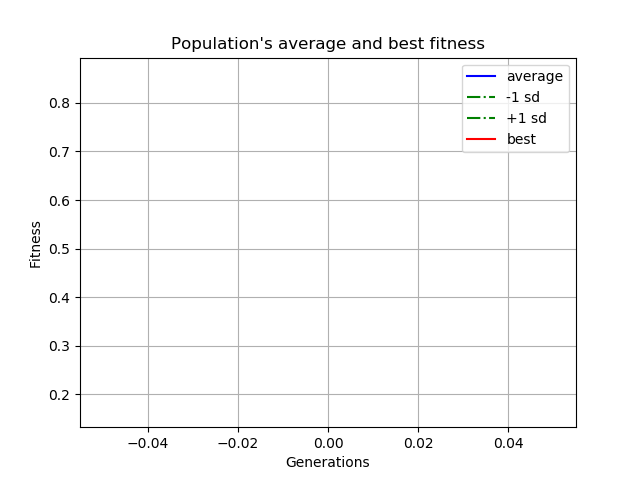 Population's average and best fitness
average
-1 sd
+1 sd
best
Fitness
0.8
0.7
0.6
0.5
0.4
0.3
0.2
−0.04 −0.02 0.00 0.02 0.04
Generations